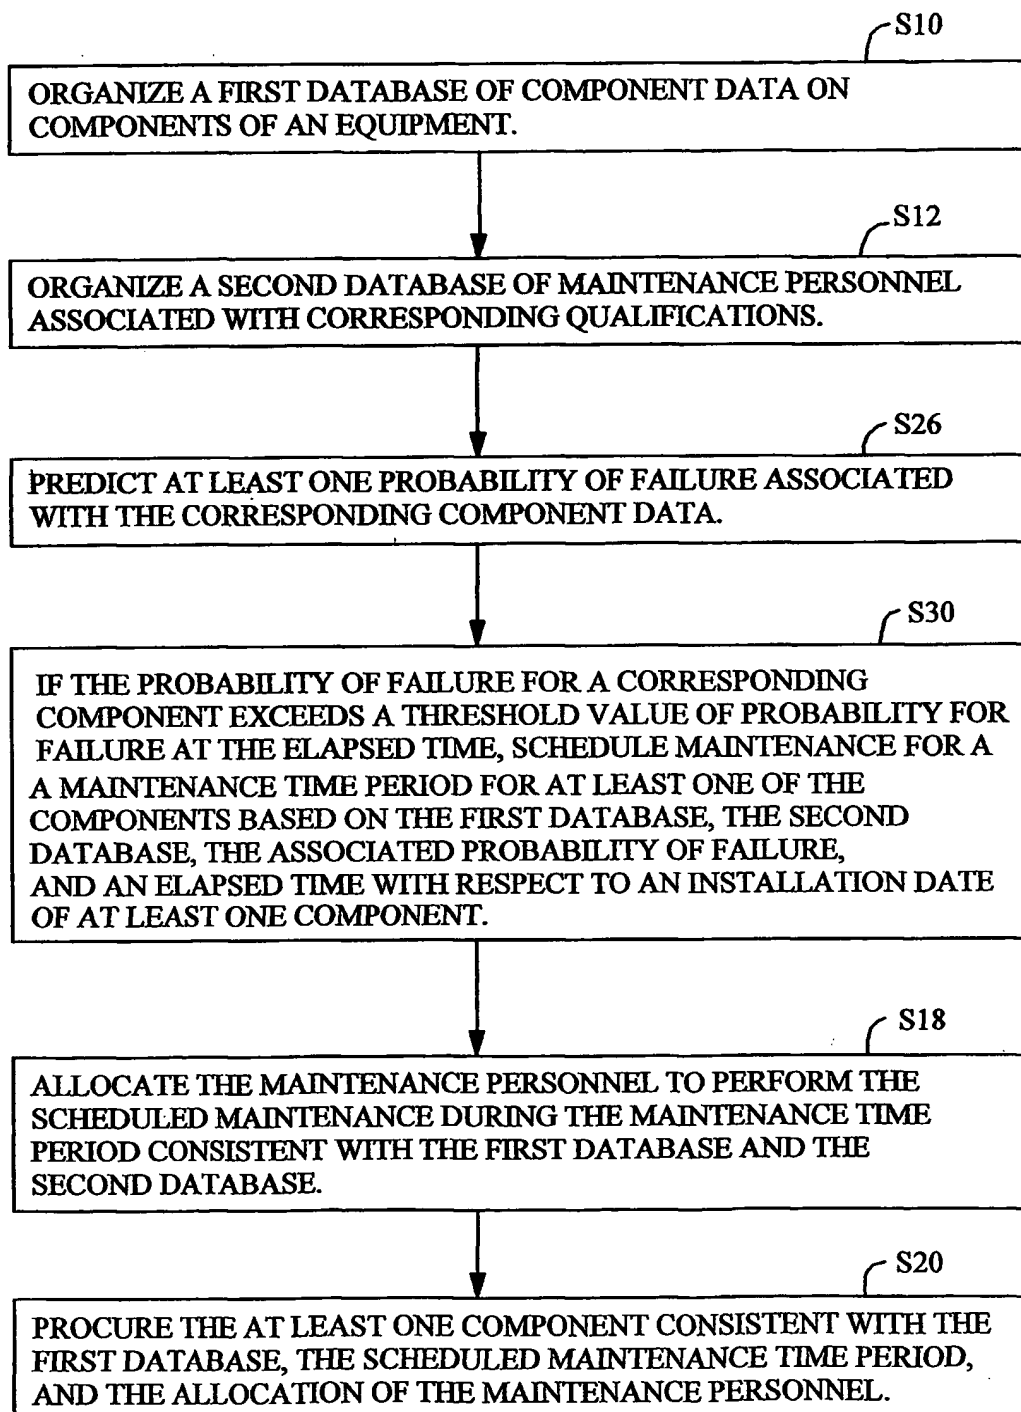 S10
ORGANIZE A FIRST DATABASE OF COMPONENT DATA ON
COMPONENTS OF AN EQUIPMENT.
S12
ORGANIZE A SECOND DATABASE OF MAINTENANCE PERSONNEL
ASSOCIATED WITH CORRESPONDING QUALIFICATIONS.
S26
PREDICT AT LEAST ONE PROBABILITY OF FAILURE ASSOCIATED
WITH THE CORRESPONDING COMPONENT DATA.
S30
IF THE PROBABILITY OF FAILURE FOR A CORRESPONDING
COMPONENT EXCEEDS A THRESHOLD VALUE OF PROBABILITY FOR
FAILURE AT THE ELAPSED TIME, SCHEDULE MAINTENANCE FOR A
A MAINTENANCE TIME PERIOD FOR AT LEAST ONE OF THE
COMPONENTS BASED ON THE FIRST DATABASE, THE SECOND
DATABASE, THE ASSOCIATED PROBABILITY OF FAILURE,
AND AN ELAPSED TIME WITH RESPECT TO AN INSTALLATION DATE
OF AT LEAST ONE COMPONENT.
S18
ALLOCATE THE MAINTENANCE PERSONNEL TO PERFORM THE
SCHEDULED MAINTENANCE DURING THE MAINTENANCE TIME
PERIOD CONSISTENT WITH THE FIRST DATABASE AND THE
SECOND DATABASE.
S20
PROCURE THE AT LEAST ONE COMPONENT CONSISTENT WITH THE
FIRST DATABASE, THE SCHEDULED MAINTENANCE TIME PERIOD,
AND THE ALLOCATION OF THE MAINTENANCE PERSONNEL.